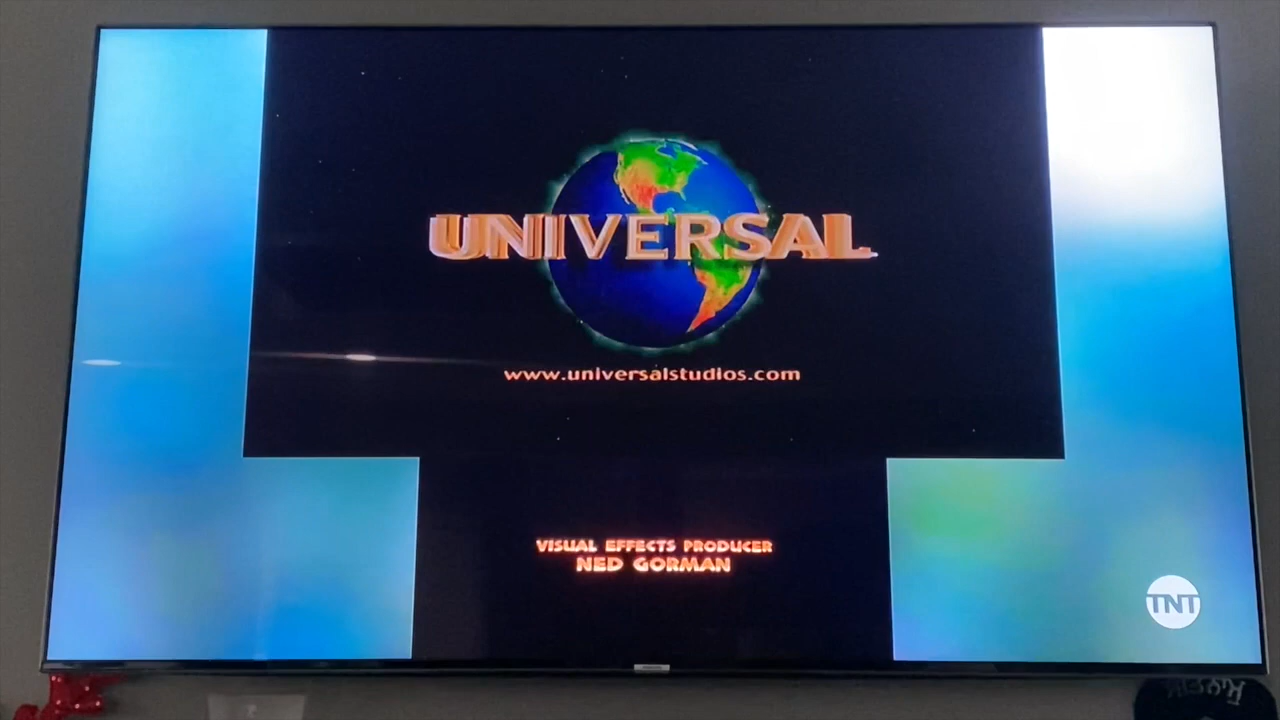 UNIVERSAL
www.universalstudios.com
VISUAL EFFECTS PRODUCER
NED GORMAN
TNT